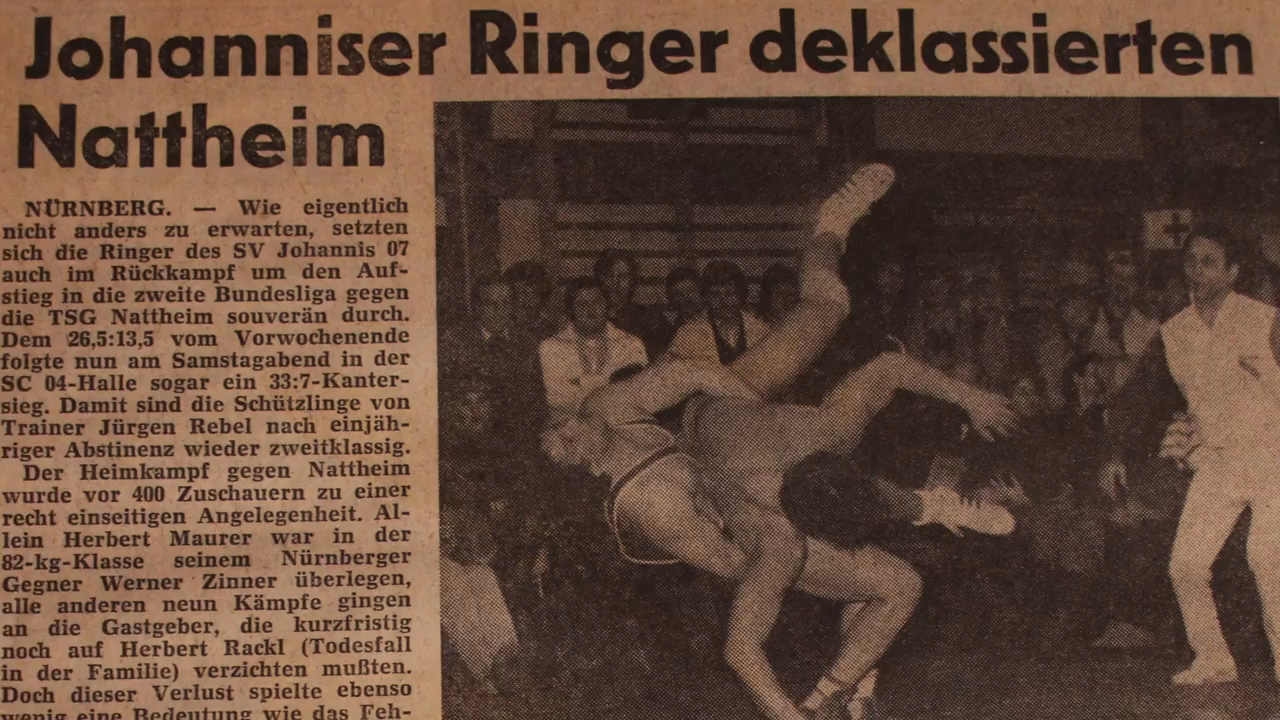 Johanniser Ringer deklassierten
Nattheim
NÜRNBERG. — Wie eigentlich
nicht anders zu erwarten, setzten
sich die Ringer des SV Johannis 07
auch im Rückkampf um den Auf-
stieg in die zweite Bundesliga gegen
die TSG Nattheim souverän durch.
Dem 26,5:13,5 vom Vorwochenende
folgte nun am Samstagabend in der
SC 04-Halle sogar ein 33:7-Kanter-
sieg. Damit sind die Schützlinge von
Trainer Jürgen Rebel nach einjäh-
riger Abstinenz wieder zweitklassig.
Der Heimkampf gegen Nattheim
wurde vor 400 Zuschauern zu einer
recht einseitigen Angelegenheit. Al-
lein Herbert Maurer war in der
82-kg-Klasse seinem Nürnberger
Gegner Werner Zinner überlegen,
alle anderen neun Kämpfe gingen
an die Gastgeber, die kurzfristig
noch auf Herbert Rackl (Todesfall
in der Familie) verzichten mußten.
Doch dieser Verlust spielte ebenso
wenig eine Bedeutung wie das Feh-